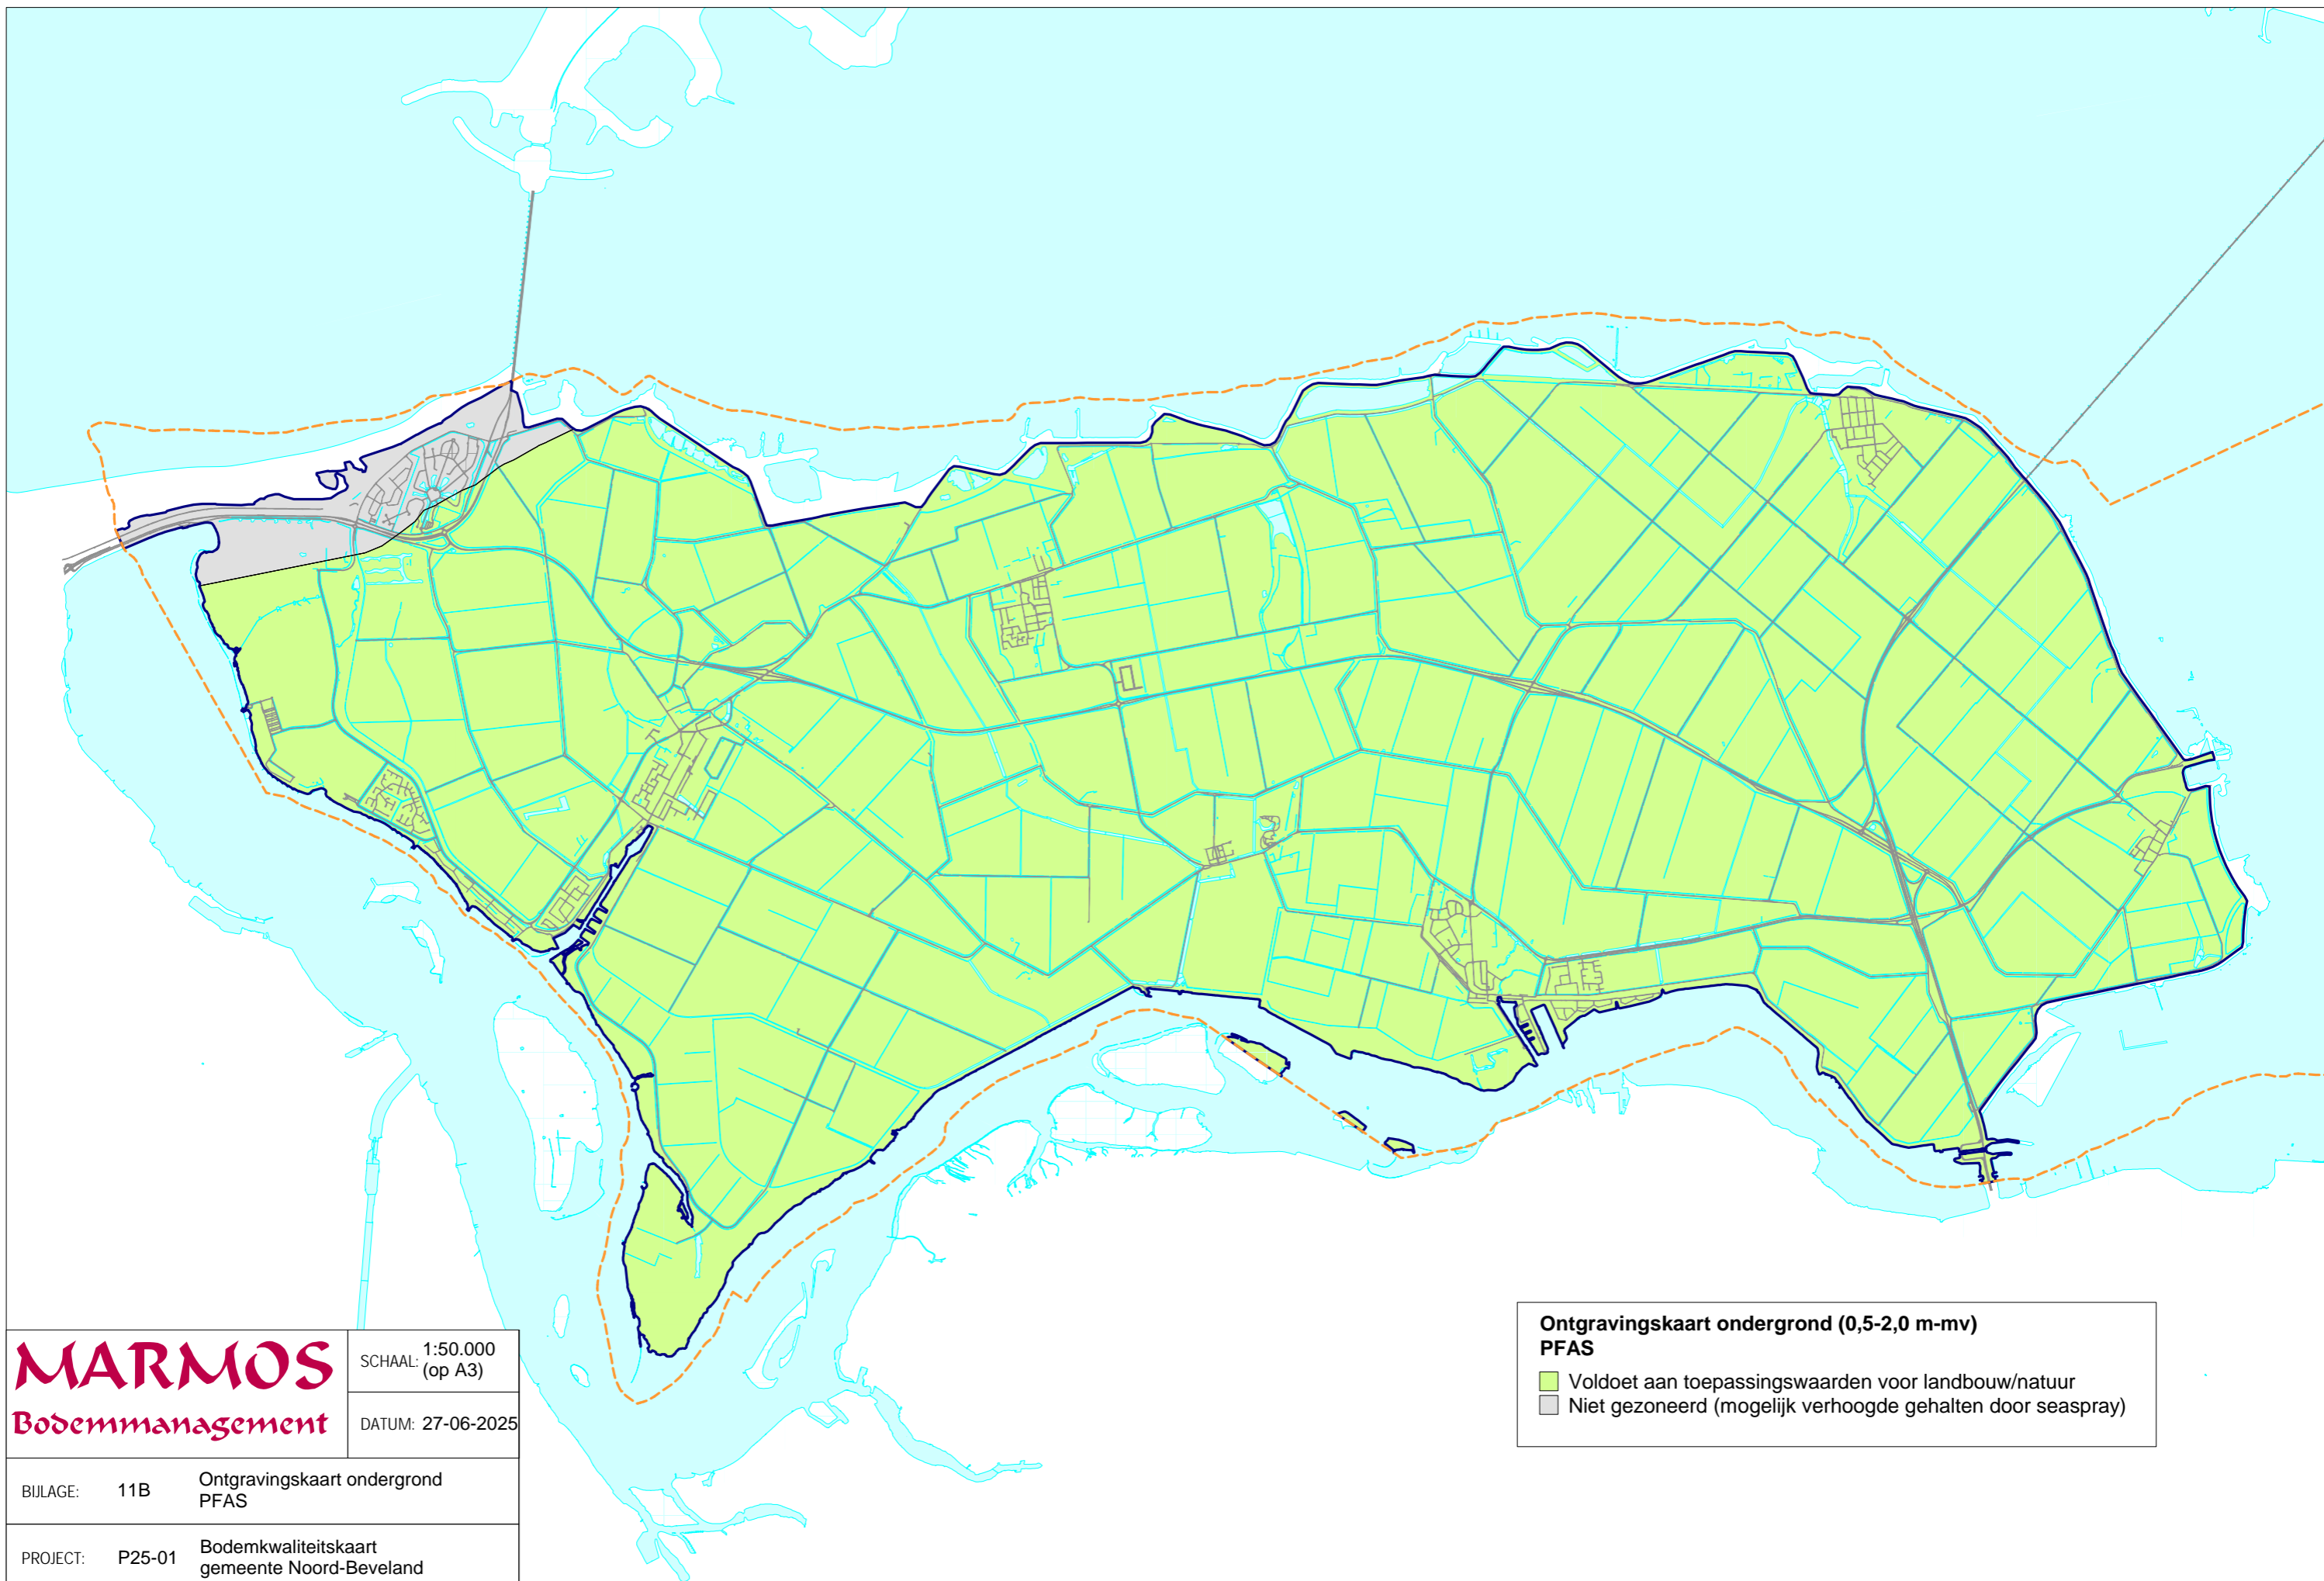 Ontgravingskaart ondergrond (0,5-2,0 m-mv)
PFAS
Voldoet aan toepassingswaarden voor landbouw/natuur
Niet gezoneerd (mogelijk verhoogde gehalten door seaspray)
MARMOS
Bodemmanagement
SCHAAL: 1:50.000
(op A3)
DATUM: 27-06-2025
BIJLAGE: 11B Ontgravingskaart ondergrond
PFAS
PROJECT: P25-01 Bodemkwaliteitskaart
gemeente Noord-Beveland